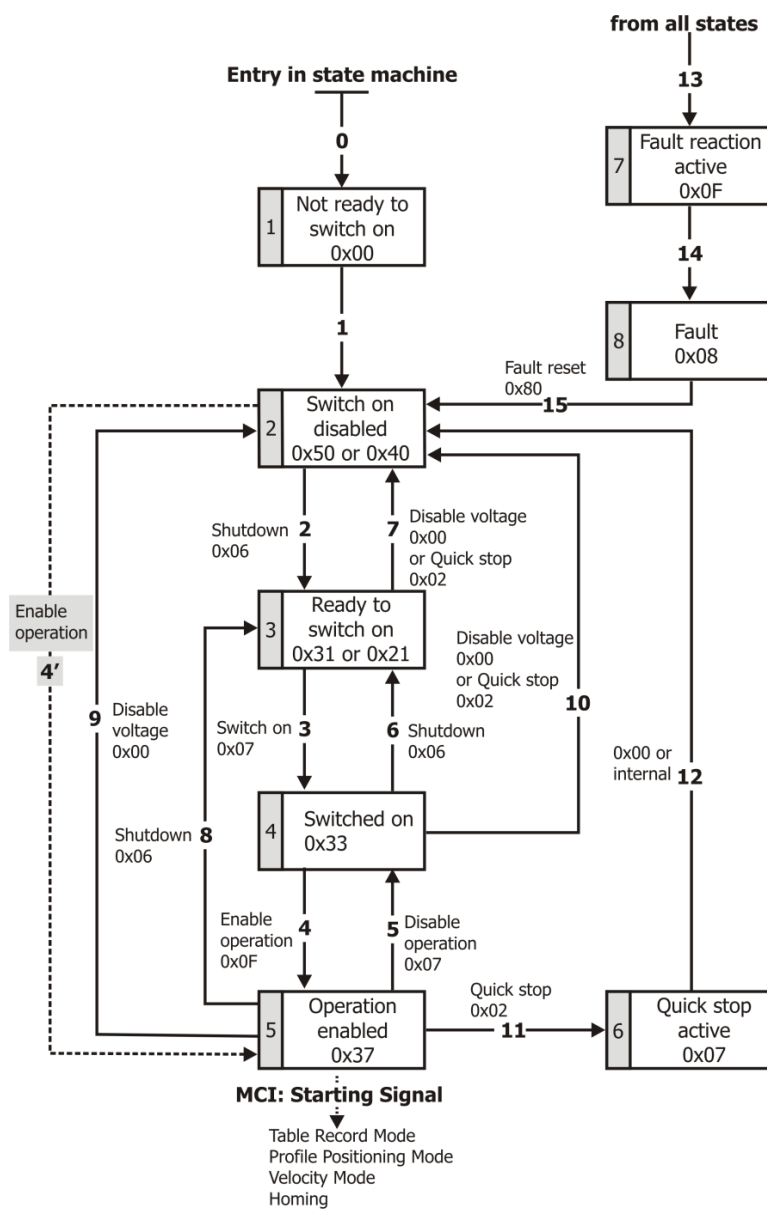 from all states
13
Entry in state machine
0
7
Fault reaction
active
0x0F
1
Not ready to
switch on
0x00
14
1
8
Fault
0x08
Fault reset
0x80
15
2
Switch on
disabled
0x50 or 0x40
Shutdown
0x06
2
7
Disable voltage
0x00
or Quick stop
0x02
Enable
operation
4’
3
Ready to
switch on
0x31 or 0x21
Disable voltage
0x00
or Quick stop
0x02
10
9
Disable
voltage
0x00
Switch on
0x07
3
6
Shutdown
0x06
0x00 or
internal
12
4
Switched on
0x33
Shutdown
0x06
8
Enable
operation
0x0F
4
5
Disable
operation
0x07
5
Operation
enabled
0x37
Quick stop
0x02
11
6
Quick stop
active
0x07
MCI: Starting Signal
Table Record Mode
Profile Positioning Mode
Velocity Mode
Homing